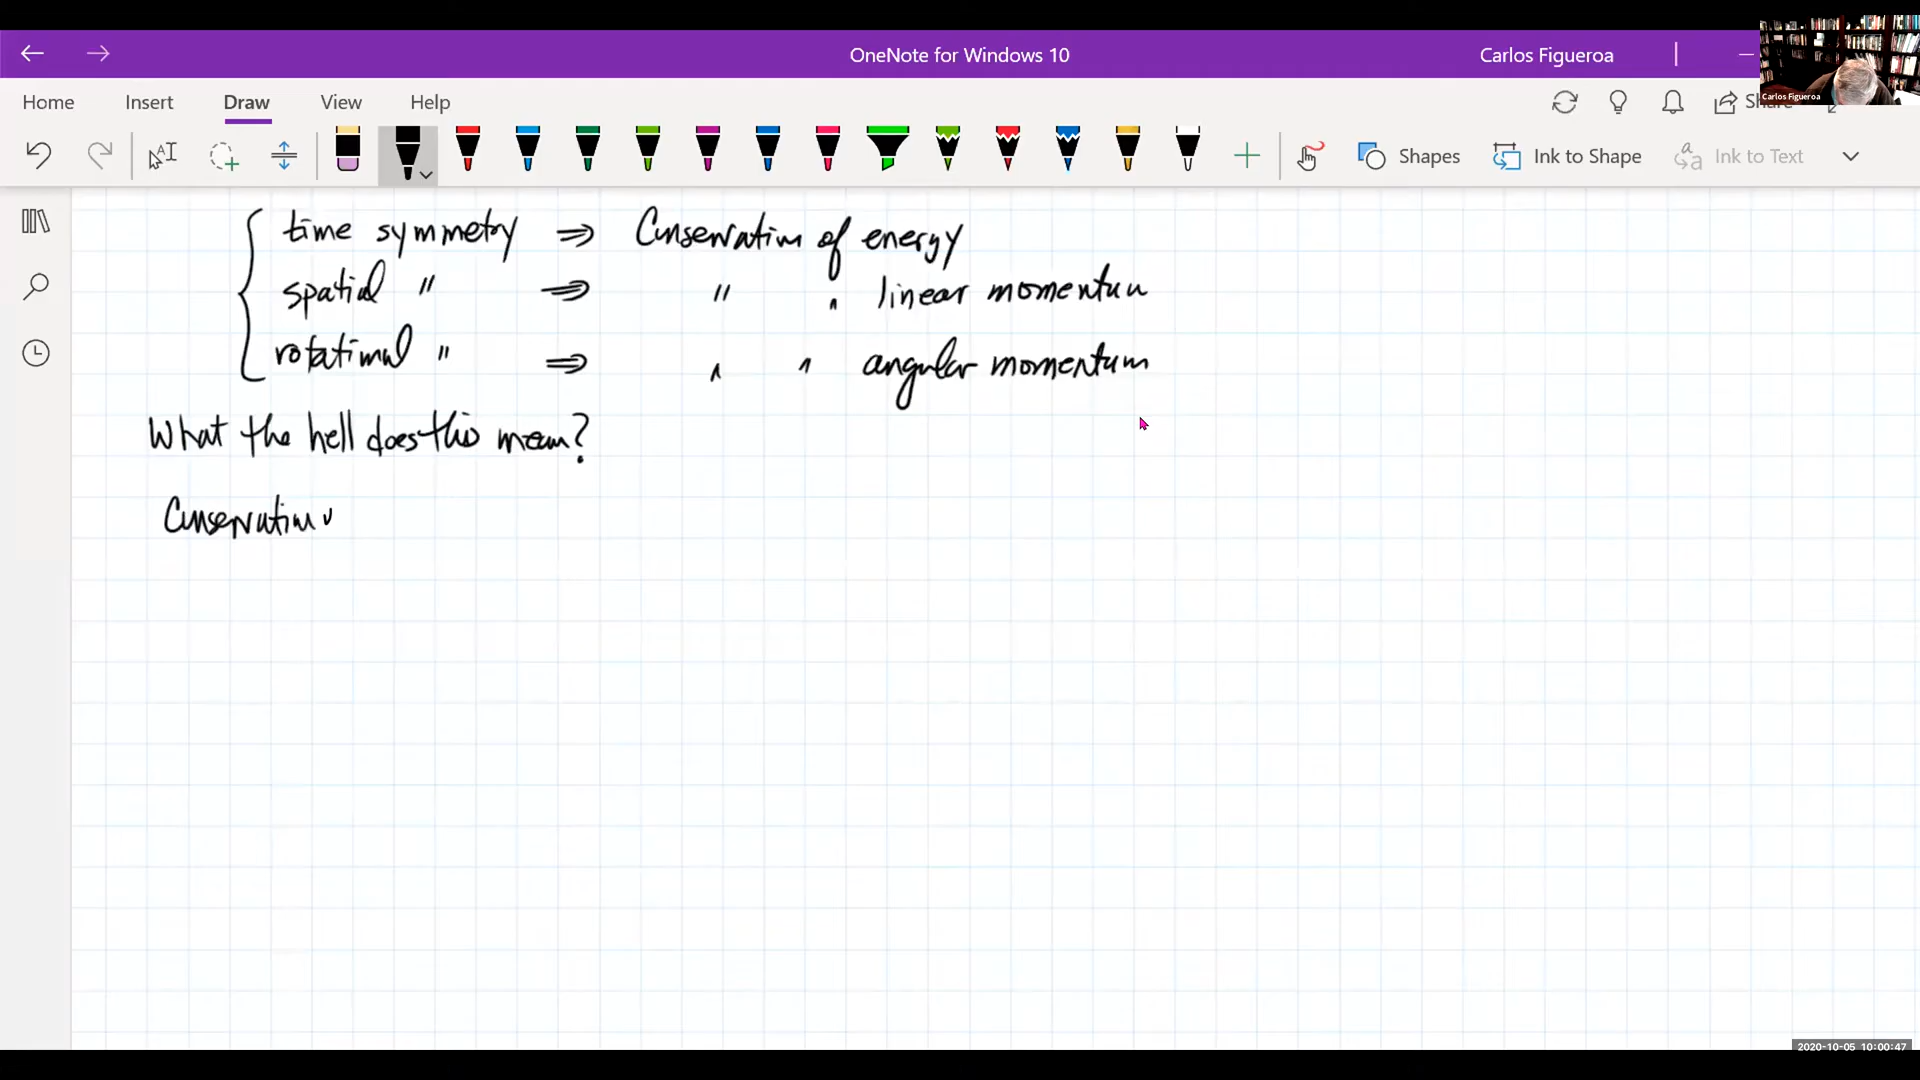 OneNote for Windows 10
Carlos Figueroa
Home Insert Draw View Help
Carlos Figueroa
Shapes Ink to Shape Ink to Text
time symmetry ⇒ Conservation of energy
spatial " ⇒ " " linear momentum
rotational " ⇒ " " angular momentum
What the hell does this mean?
Conservation
2020-10-05 10:00:47